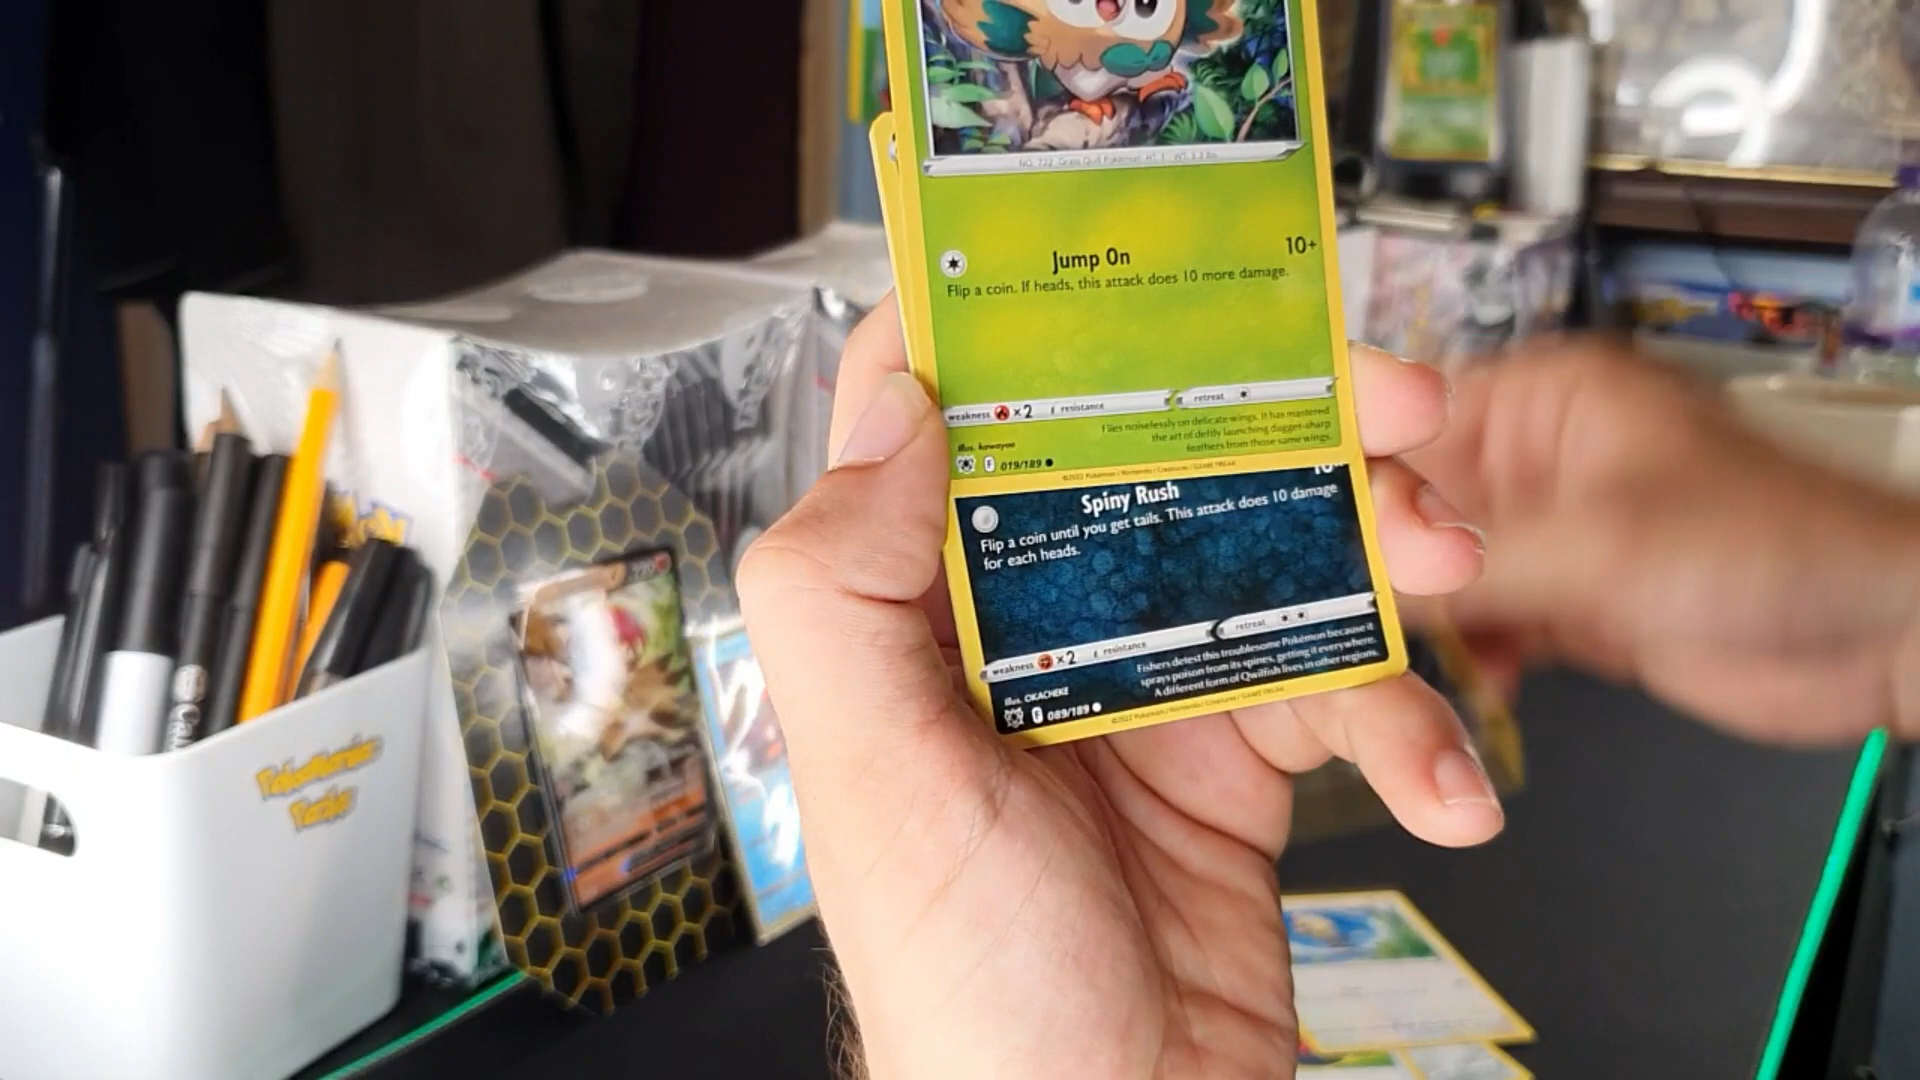 NO. 722 Grass Quill Pokémon HT: 1' WT: 3.3 lbs.
Jump On 10+
Flip a coin. If heads, this attack does 10 more damage.
weakness ×2 resistance retreat
Flies noiselessly on delicate wings. It has mastered
the art of deftly launching dagger-sharp
feathers from those same wings.
Illus. kawayoo
F 019/189
©2022 Pokémon / Nintendo / Creatures / GAME FREAK
Spiny Rush
Flip a coin until you get tails. This attack does 10 damage
for each heads.
weakness ×2 resistance retreat
Fishers detest this troublesome Pokémon because it
sprays poison from its spines, getting it everywhere.
A different form of Qwilfish lives in other regions.
Illus. OKACHEKE
F 089/189
©2022 Pokémon / Nintendo / Creatures / GAME FREAK